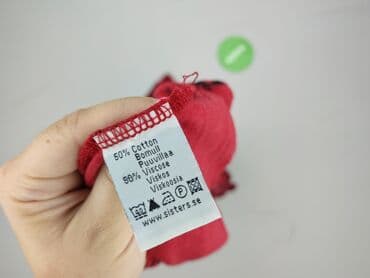 50% Cotton
Bomull
Puuvillaa
Viscose
Viskos
Viskoosia
www.sisters.se